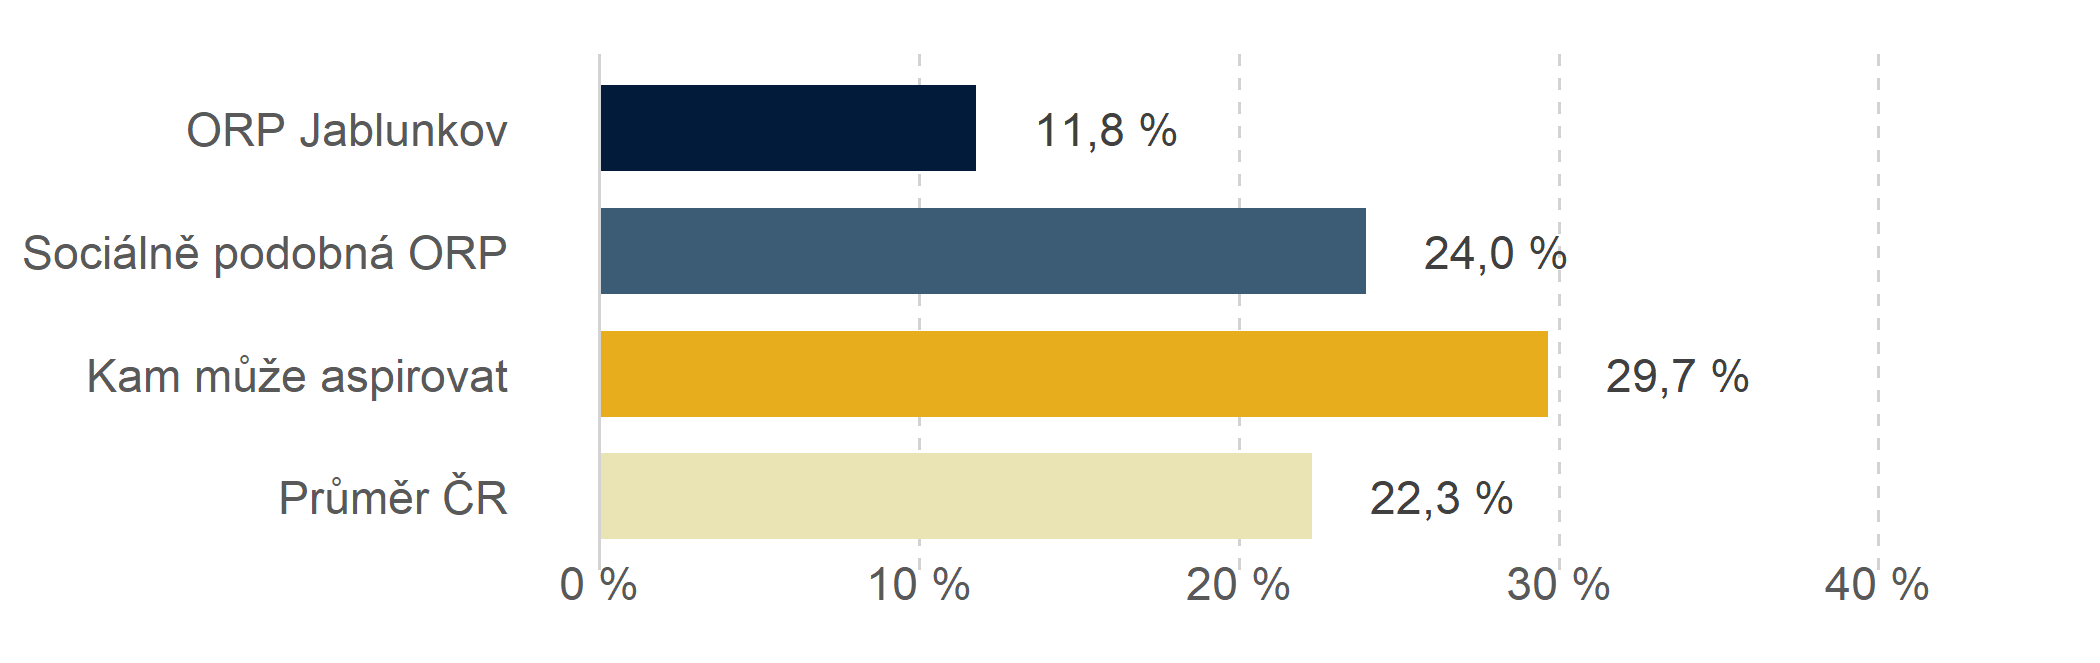 ORP Jablunkov
11,8 %
Sociálně podobná ORP
24,0 %
Kam může aspirovat
29,7 %
Průměr ČR
22,3 %
0 %
10 %
20 %
30 %
40 %